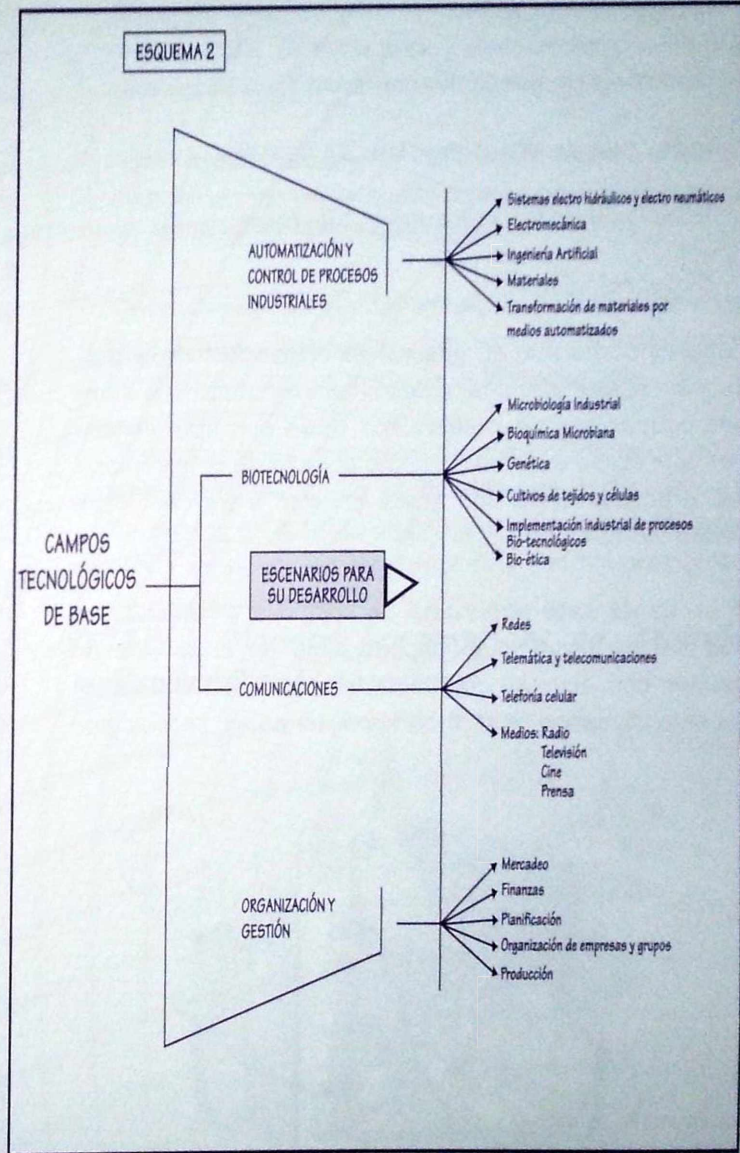 ESQUEMA 2
CAMPOS
TECNOLÓGICOS
DE BASE
AUTOMATIZACIÓN Y
CONTROL DE PROCESOS
INDUSTRIALES
Sistemas electro hidráulicos y electro neumáticos
Electromecánica
Ingeniería Artificial
Materiales
Transformación de materiales por
medios automatizados
BIOTECNOLOGÍA
Microbiología Industrial
Bioquímica Microbiana
Genética
Cultivos de tejidos y células
Implementación industrial de procesos
Bio-tecnológicos
Bio-ética
ESCENARIOS PARA
SU DESARROLLO
COMUNICACIONES
Redes
Telemática y telecomunicaciones
Telefonía celular
Medios: Radio
Televisión
Cine
Prensa
ORGANIZACIÓN Y
GESTIÓN
Mercadeo
Finanzas
Planificación
Organización de empresas y grupos
Producción